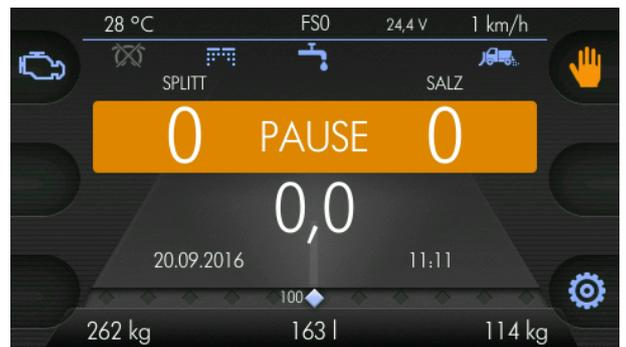 28 °C FS0 24,4 V 1 km/h
SPLITT SALZ
0 PAUSE 0
0,0
20.09.2016 11:11
100
262 kg 163 l 114 kg